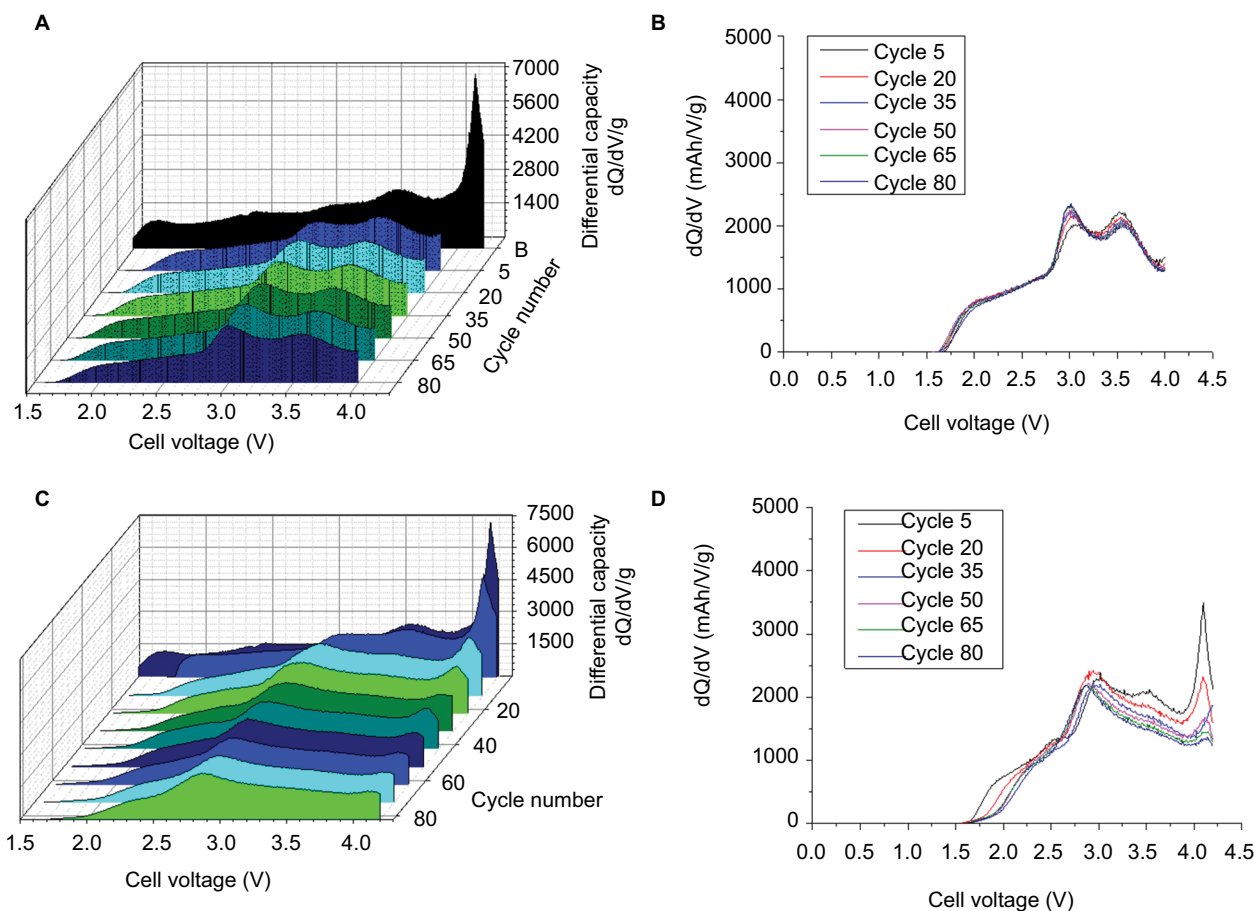 A
7000
5600
4200
2800
1400
Differential capacity
dQ/dV/g
B
5
20
35
50
65
80
Cycle number
1.5 2.0 2.5 3.0 3.5 4.0
Cell voltage (V)
B
5000
4000
3000
2000
1000
0
dQ/dV (mAh/V/g)
Cycle 5
Cycle 20
Cycle 35
Cycle 50
Cycle 65
Cycle 80
0.0 0.5 1.0 1.5 2.0 2.5 3.0 3.5 4.0 4.5
Cell voltage (V)
C
7500
6000
4500
3000
1500
Differential capacity
dQ/dV/g
20
40
60
80
Cycle number
1.5 2.0 2.5 3.0 3.5 4.0
Cell voltage (V)
D
5000
4000
3000
2000
1000
0
dQ/dV (mAh/V/g)
Cycle 5
Cycle 20
Cycle 35
Cycle 50
Cycle 65
Cycle 80
0.0 0.5 1.0 1.5 2.0 2.5 3.0 3.5 4.0 4.5
Cell voltage (V)